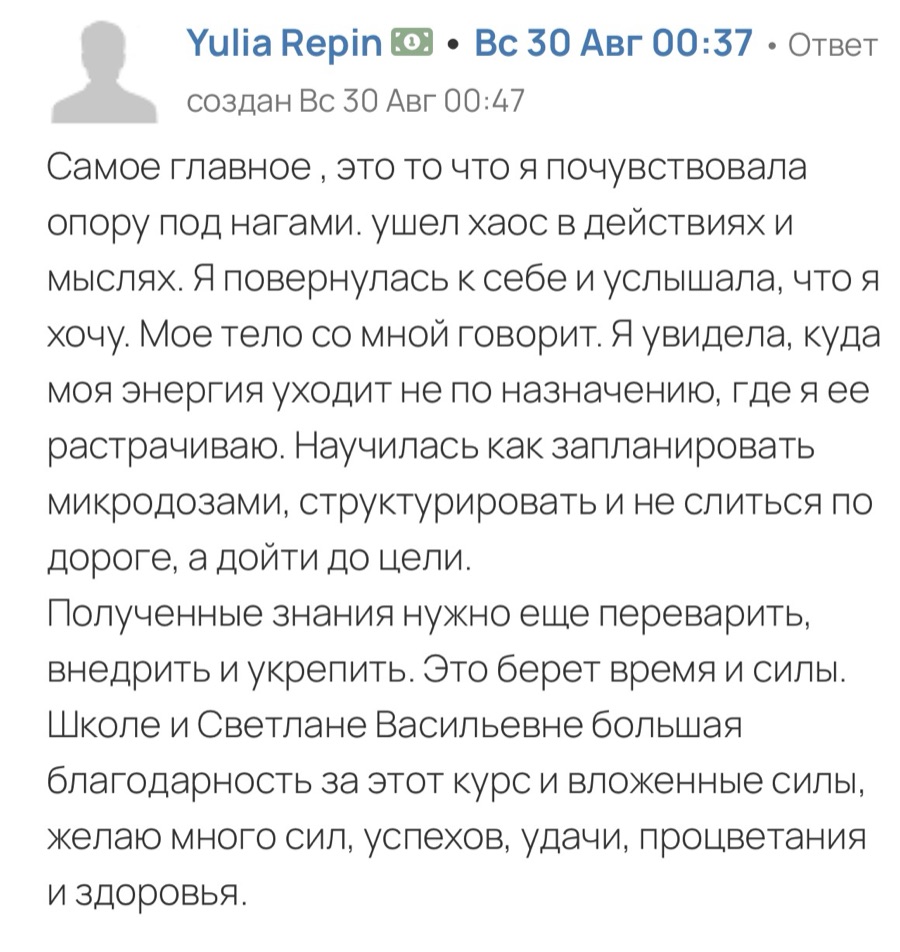 Yulia Repin • Вс 30 Авг 00:37 • Ответ
создан Вс 30 Авг 00:47
Самое главное , это то что я почувствовала
опору под нагами. ушел хаос в действиях и
мыслях. Я повернулась к себе и услышала, что я
хочу. Мое тело со мной говорит. Я увидела, куда
моя энергия уходит не по назначению, где я ее
растрачиваю. Научилась как запланировать
микродозами, структурировать и не слиться по
дороге, а дойти до цели.
Полученные знания нужно еще переварить,
внедрить и укрепить. Это берет время и силы.
Школе и Светлане Васильевне большая
благодарность за этот курс и вложенные силы,
желаю много сил, успехов, удачи, процветания
и здоровья.